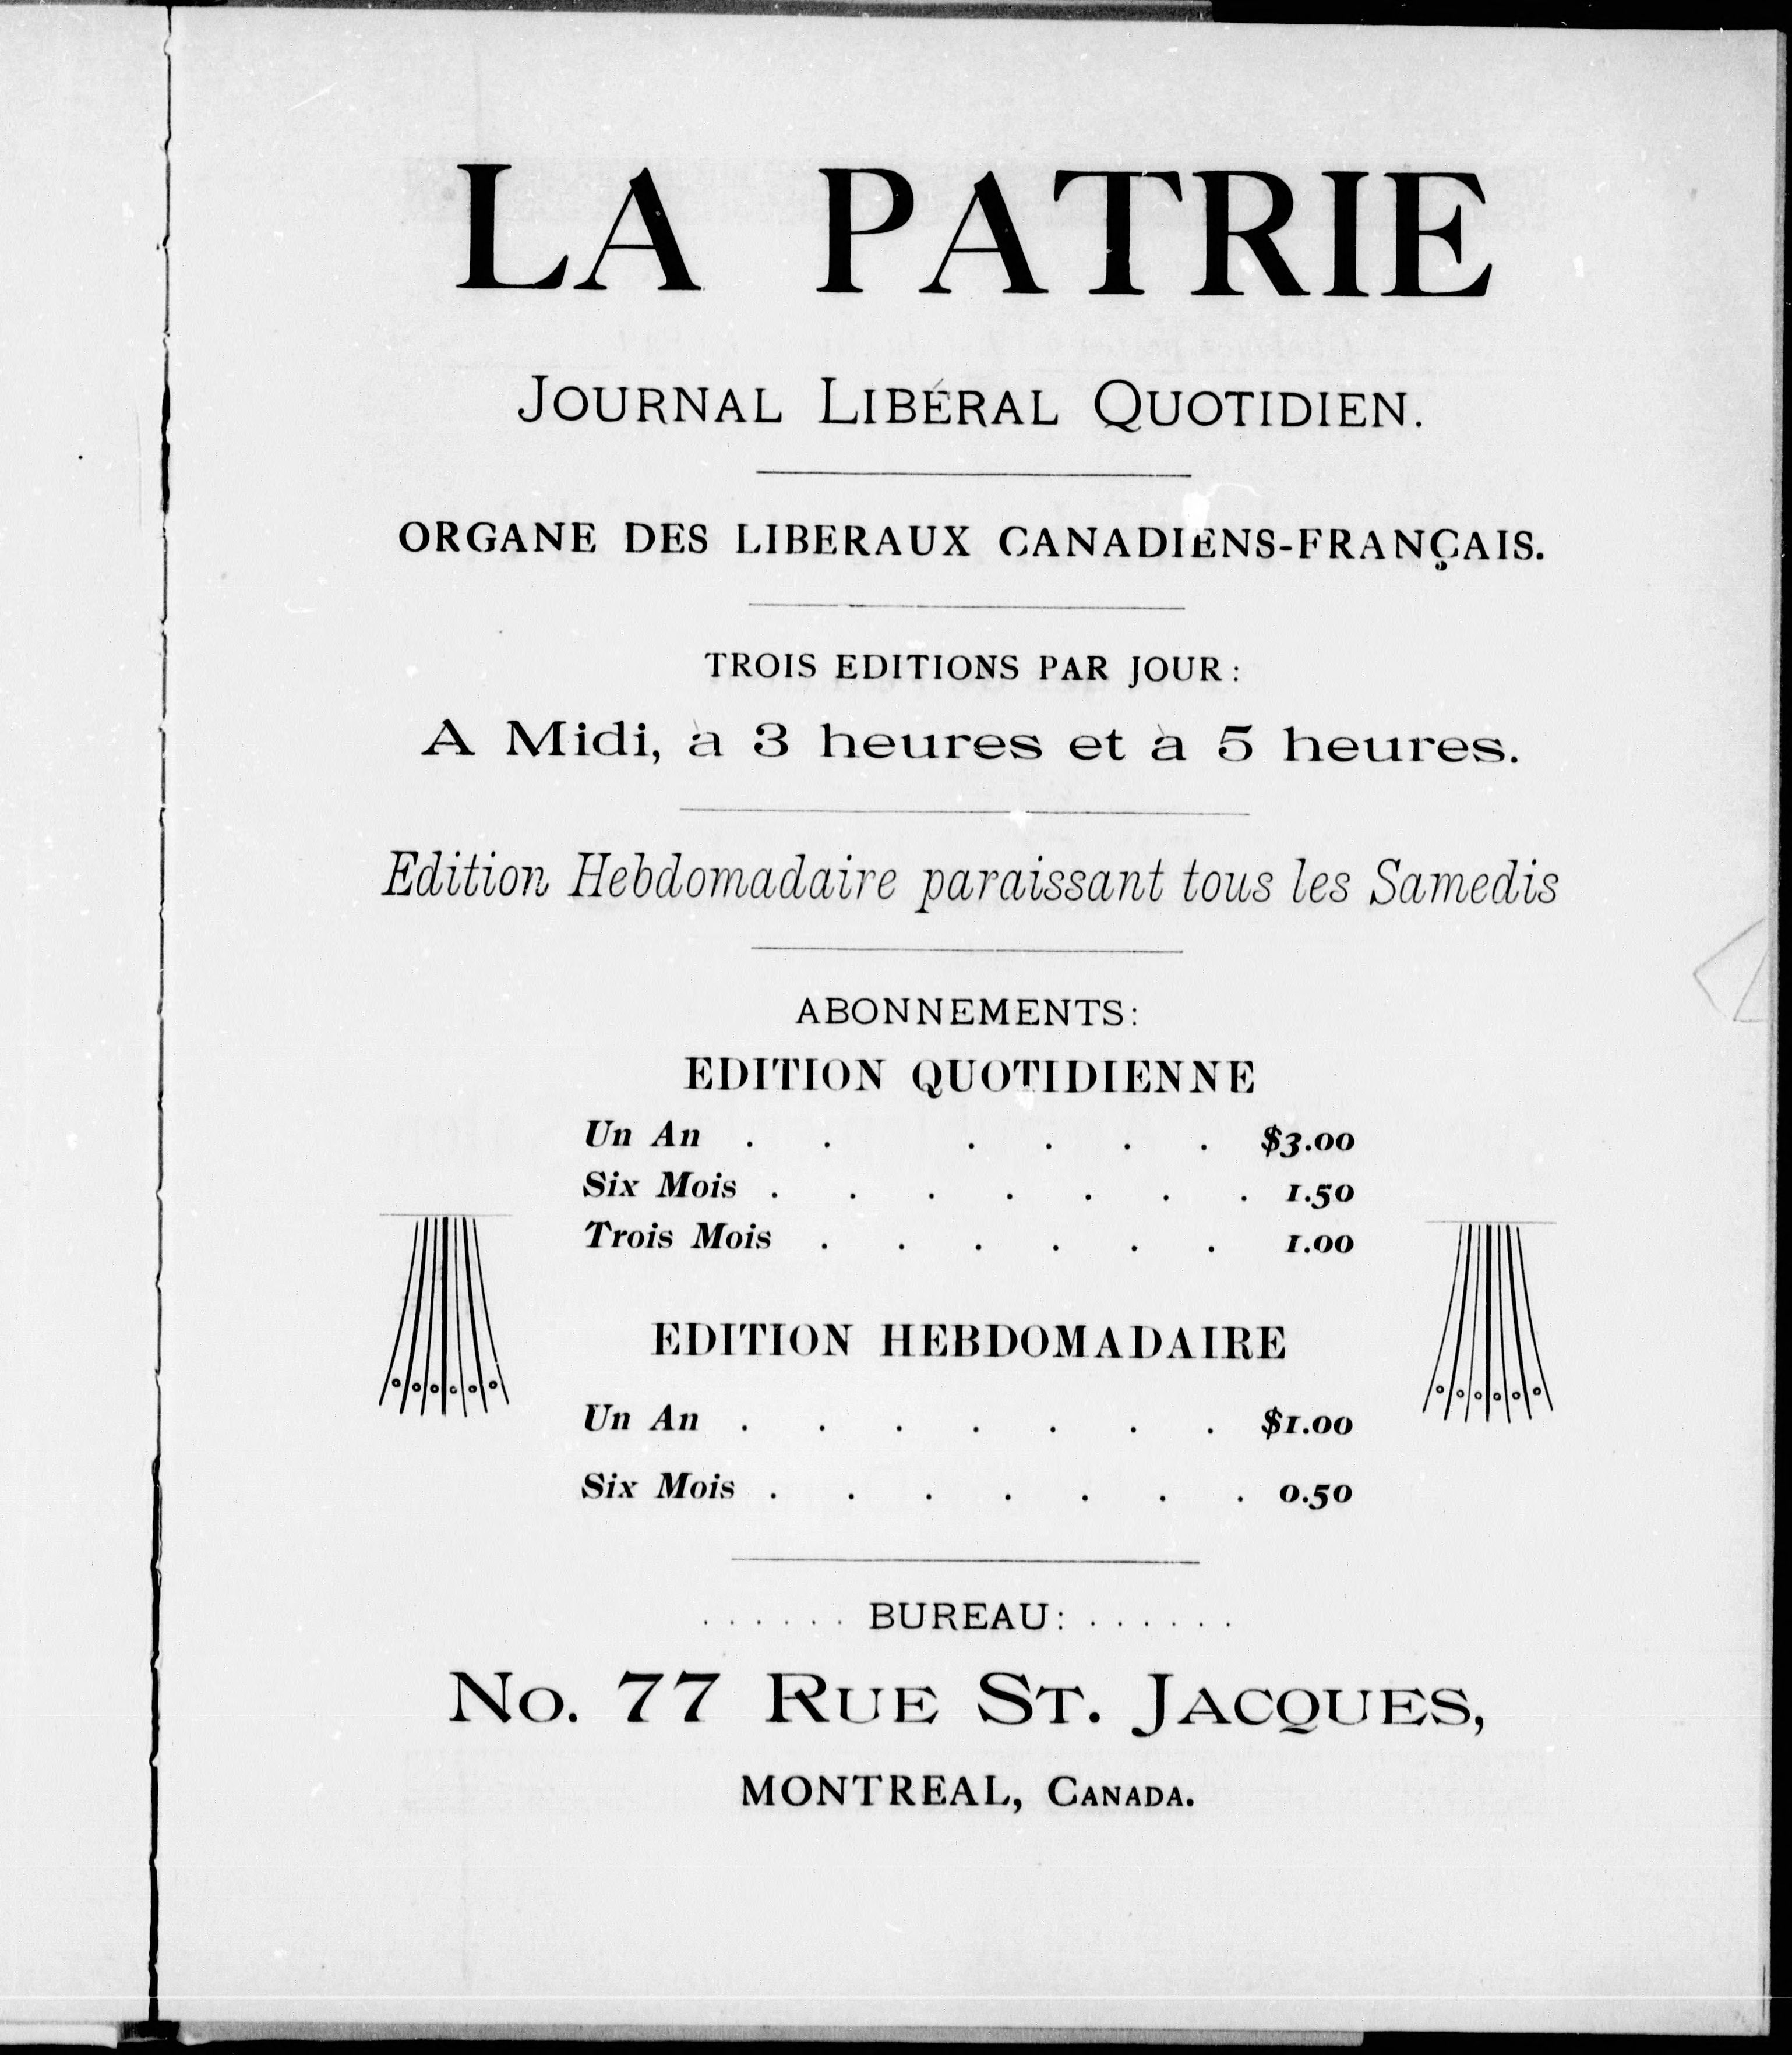 LA PATRIE
JOURNAL LIBÉRAL QUOTIDIEN.
ORGANE DES LIBERAUX CANADIENS-FRANÇAIS.
TROIS EDITIONS PAR JOUR:
A Midi, à 3 heures et à 5 heures.
Edition Hebdomadaire paraissant tous les Samedis
ABONNEMENTS:
EDITION QUOTIDIENNE
Un An . . . . . . $3.00
Six Mois . . . . . . . 1.50
Trois Mois . . . . . . 1.00
EDITION HEBDOMADAIRE
Un An . . . . . . . $1.00
Six Mois . . . . . . . 0.50
. . . . . . BUREAU: . . . . . .
No. 77 RUE ST. JACQUES,
MONTREAL, CANADA.